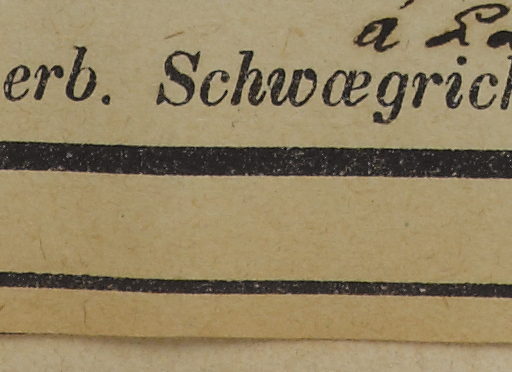 á
erb. Schwægrich